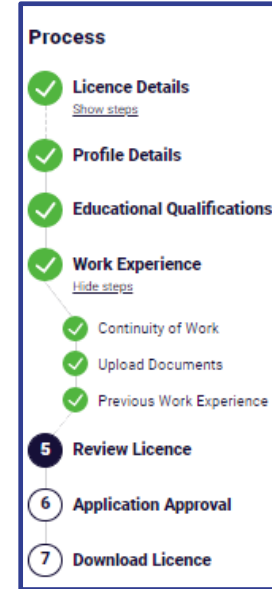 Process
Licence Details
Show steps
Profile Details
Educational Qualifications
Work Experience
Hide steps
Continuity of Work
Upload Documents
Previous Work Experience
5 Review Licence
6 Application Approval
7 Download Licence